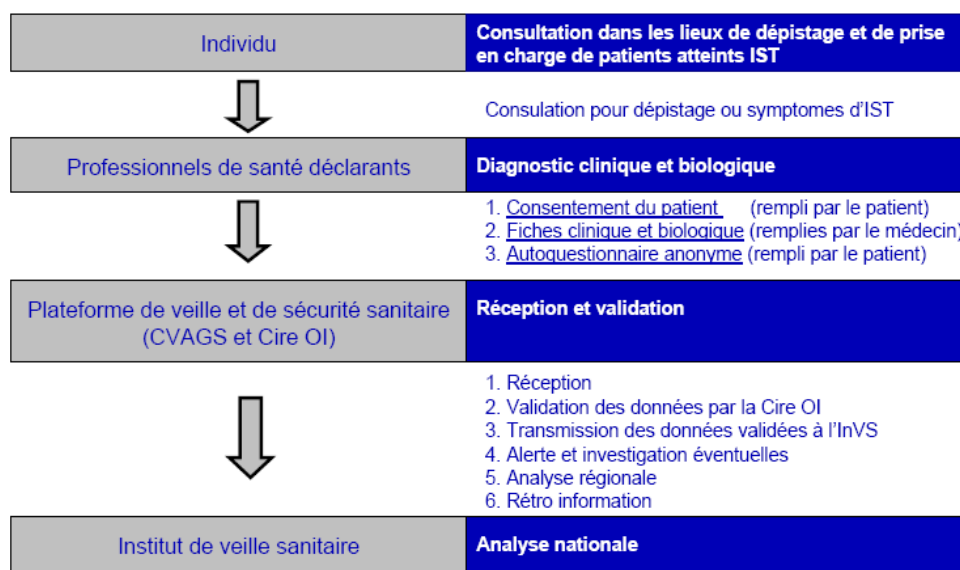 Individu
Consultation dans les lieux de dépistage et de prise
en charge de patients atteints IST
Consulation pour dépistage ou symptomes d'IST
Professionnels de santé déclarants
Diagnostic clinique et biologique
1. Consentement du patient (rempli par le patient)
2. Fiches clinique et biologique (remplies par le médecin)
3. Autoquestionnaire anonyme (rempli par le patient)
Plateforme de veille et de sécurité sanitaire
(CVAGS et Cire OI)
Réception et validation
1. Réception
2. Validation des données par la Cire OI
3. Transmission des données validées à l'InVS
4. Alerte et investigation éventuelles
5. Analyse régionale
6. Rétro information
Institut de veille sanitaire
Analyse nationale